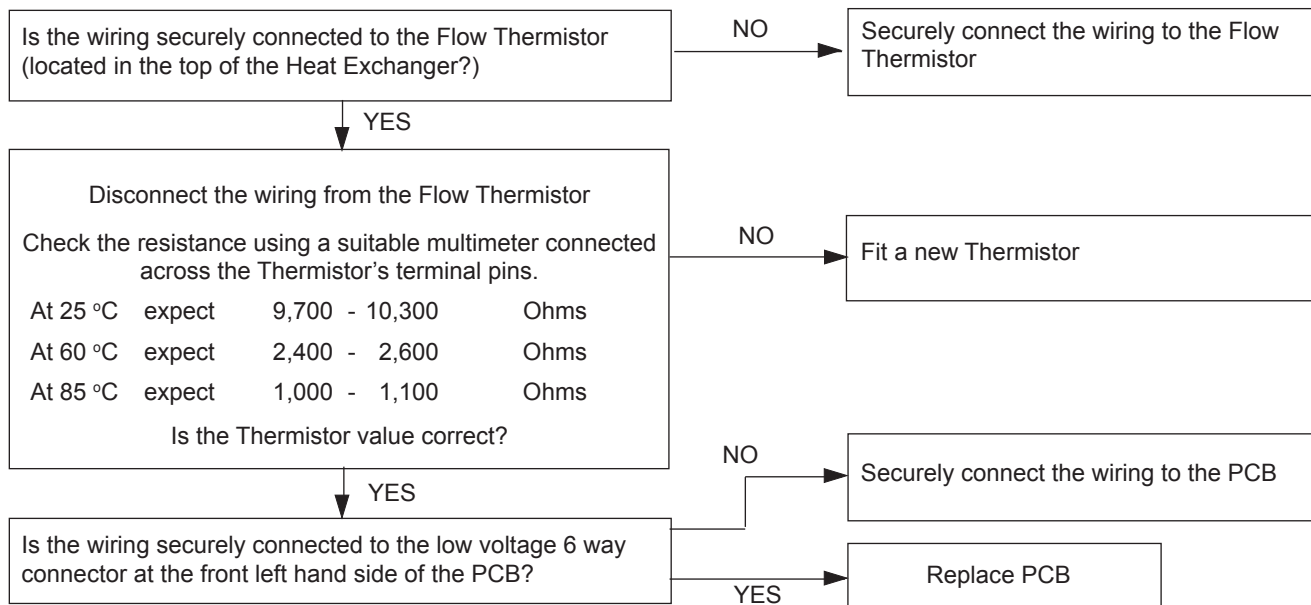 Is the wiring securely connected to the Flow Thermistor
(located in the top of the Heat Exchanger?)
NO
Securely connect the wiring to the Flow
Thermistor
YES
Disconnect the wiring from the Flow Thermistor
Check the resistance using a suitable multimeter connected
across the Thermistor's terminal pins.
At 25 °C expect 9,700 - 10,300 Ohms
At 60 °C expect 2,400 - 2,600 Ohms
At 85 °C expect 1,000 - 1,100 Ohms
Is the Thermistor value correct?
NO
Fit a new Thermistor
YES
Is the wiring securely connected to the low voltage 6 way
connector at the front left hand side of the PCB?
NO
Securely connect the wiring to the PCB
YES
Replace PCB